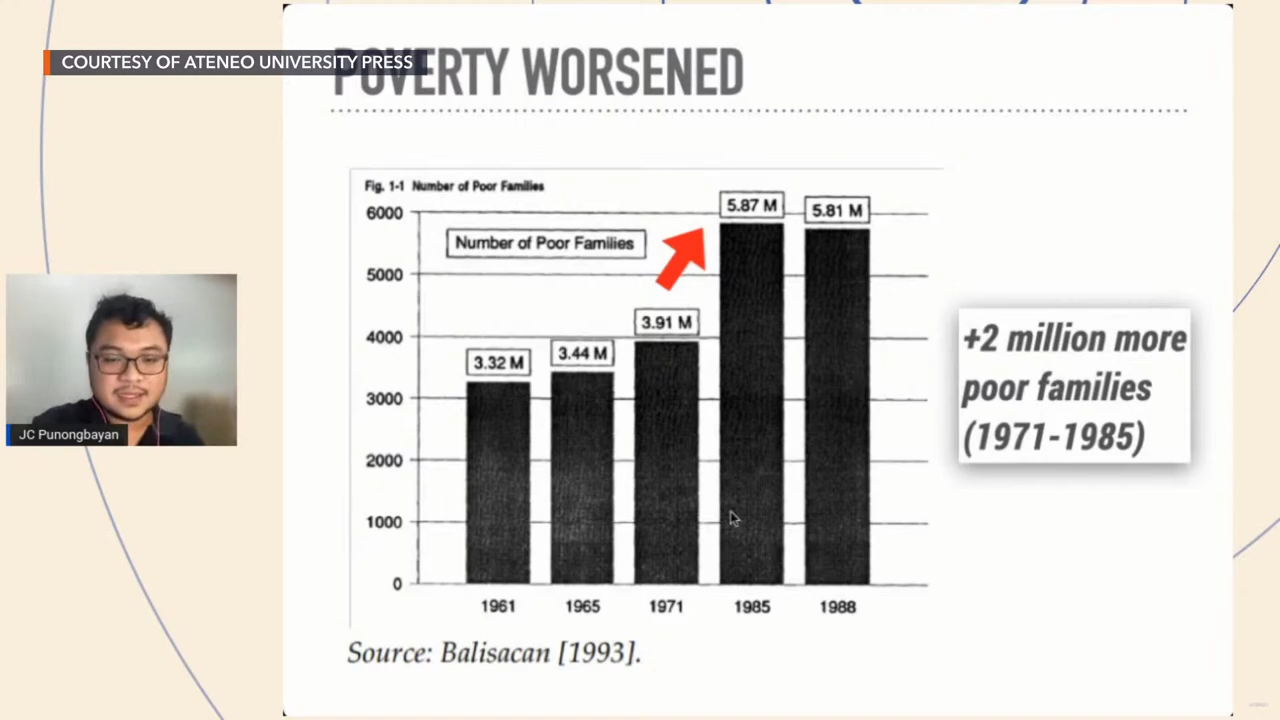 COURTESY OF ATENEO UNIVERSITY PRESS
POVERTY WORSENED
Fig. 1-1 Number of Poor Families
6000
5000
4000
3000
2000
1000
0
Number of Poor Families
3.32 M
3.44 M
3.91 M
5.87 M
5.81 M
1961 1965 1971 1985 1988
+2 million more
poor families
(1971-1985)
Source: Balisacan [1993].
JC Punongbayan